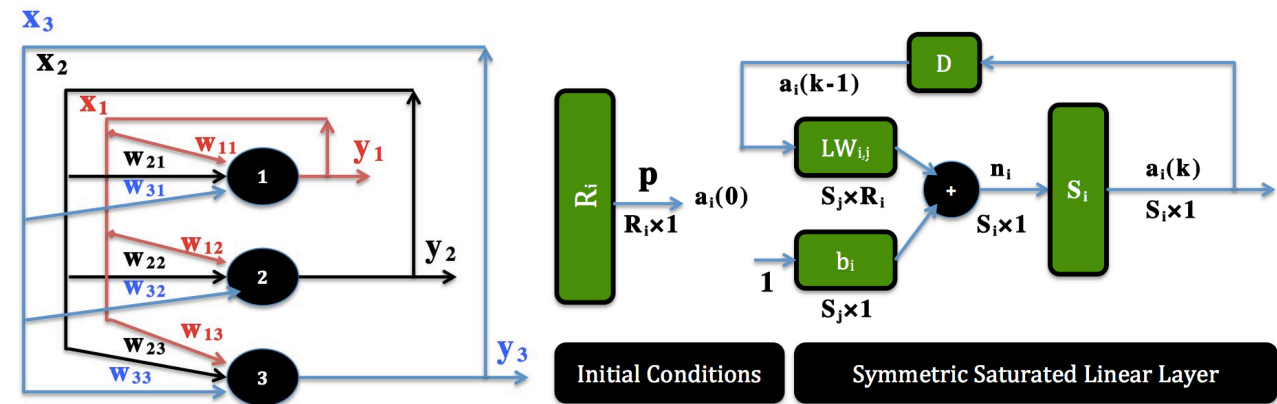 x₃
x₂
x₁
w₁₁
w₂₁
w₃₁
1
y₁
w₁₂
w₂₂
w₃₂
2
y₂
w₁₃
w₂₃
w₃₃
3
y₃
Rᵢ
p
Rᵢ×1
aᵢ(0)
D
aᵢ(k-1)
LWᵢ,ⱼ
Sⱼ×Rᵢ
+
nᵢ
Sᵢ×1
Sᵢ
aᵢ(k)
Sᵢ×1
1
bᵢ
Sⱼ×1
Initial Conditions
Symmetric Saturated Linear Layer